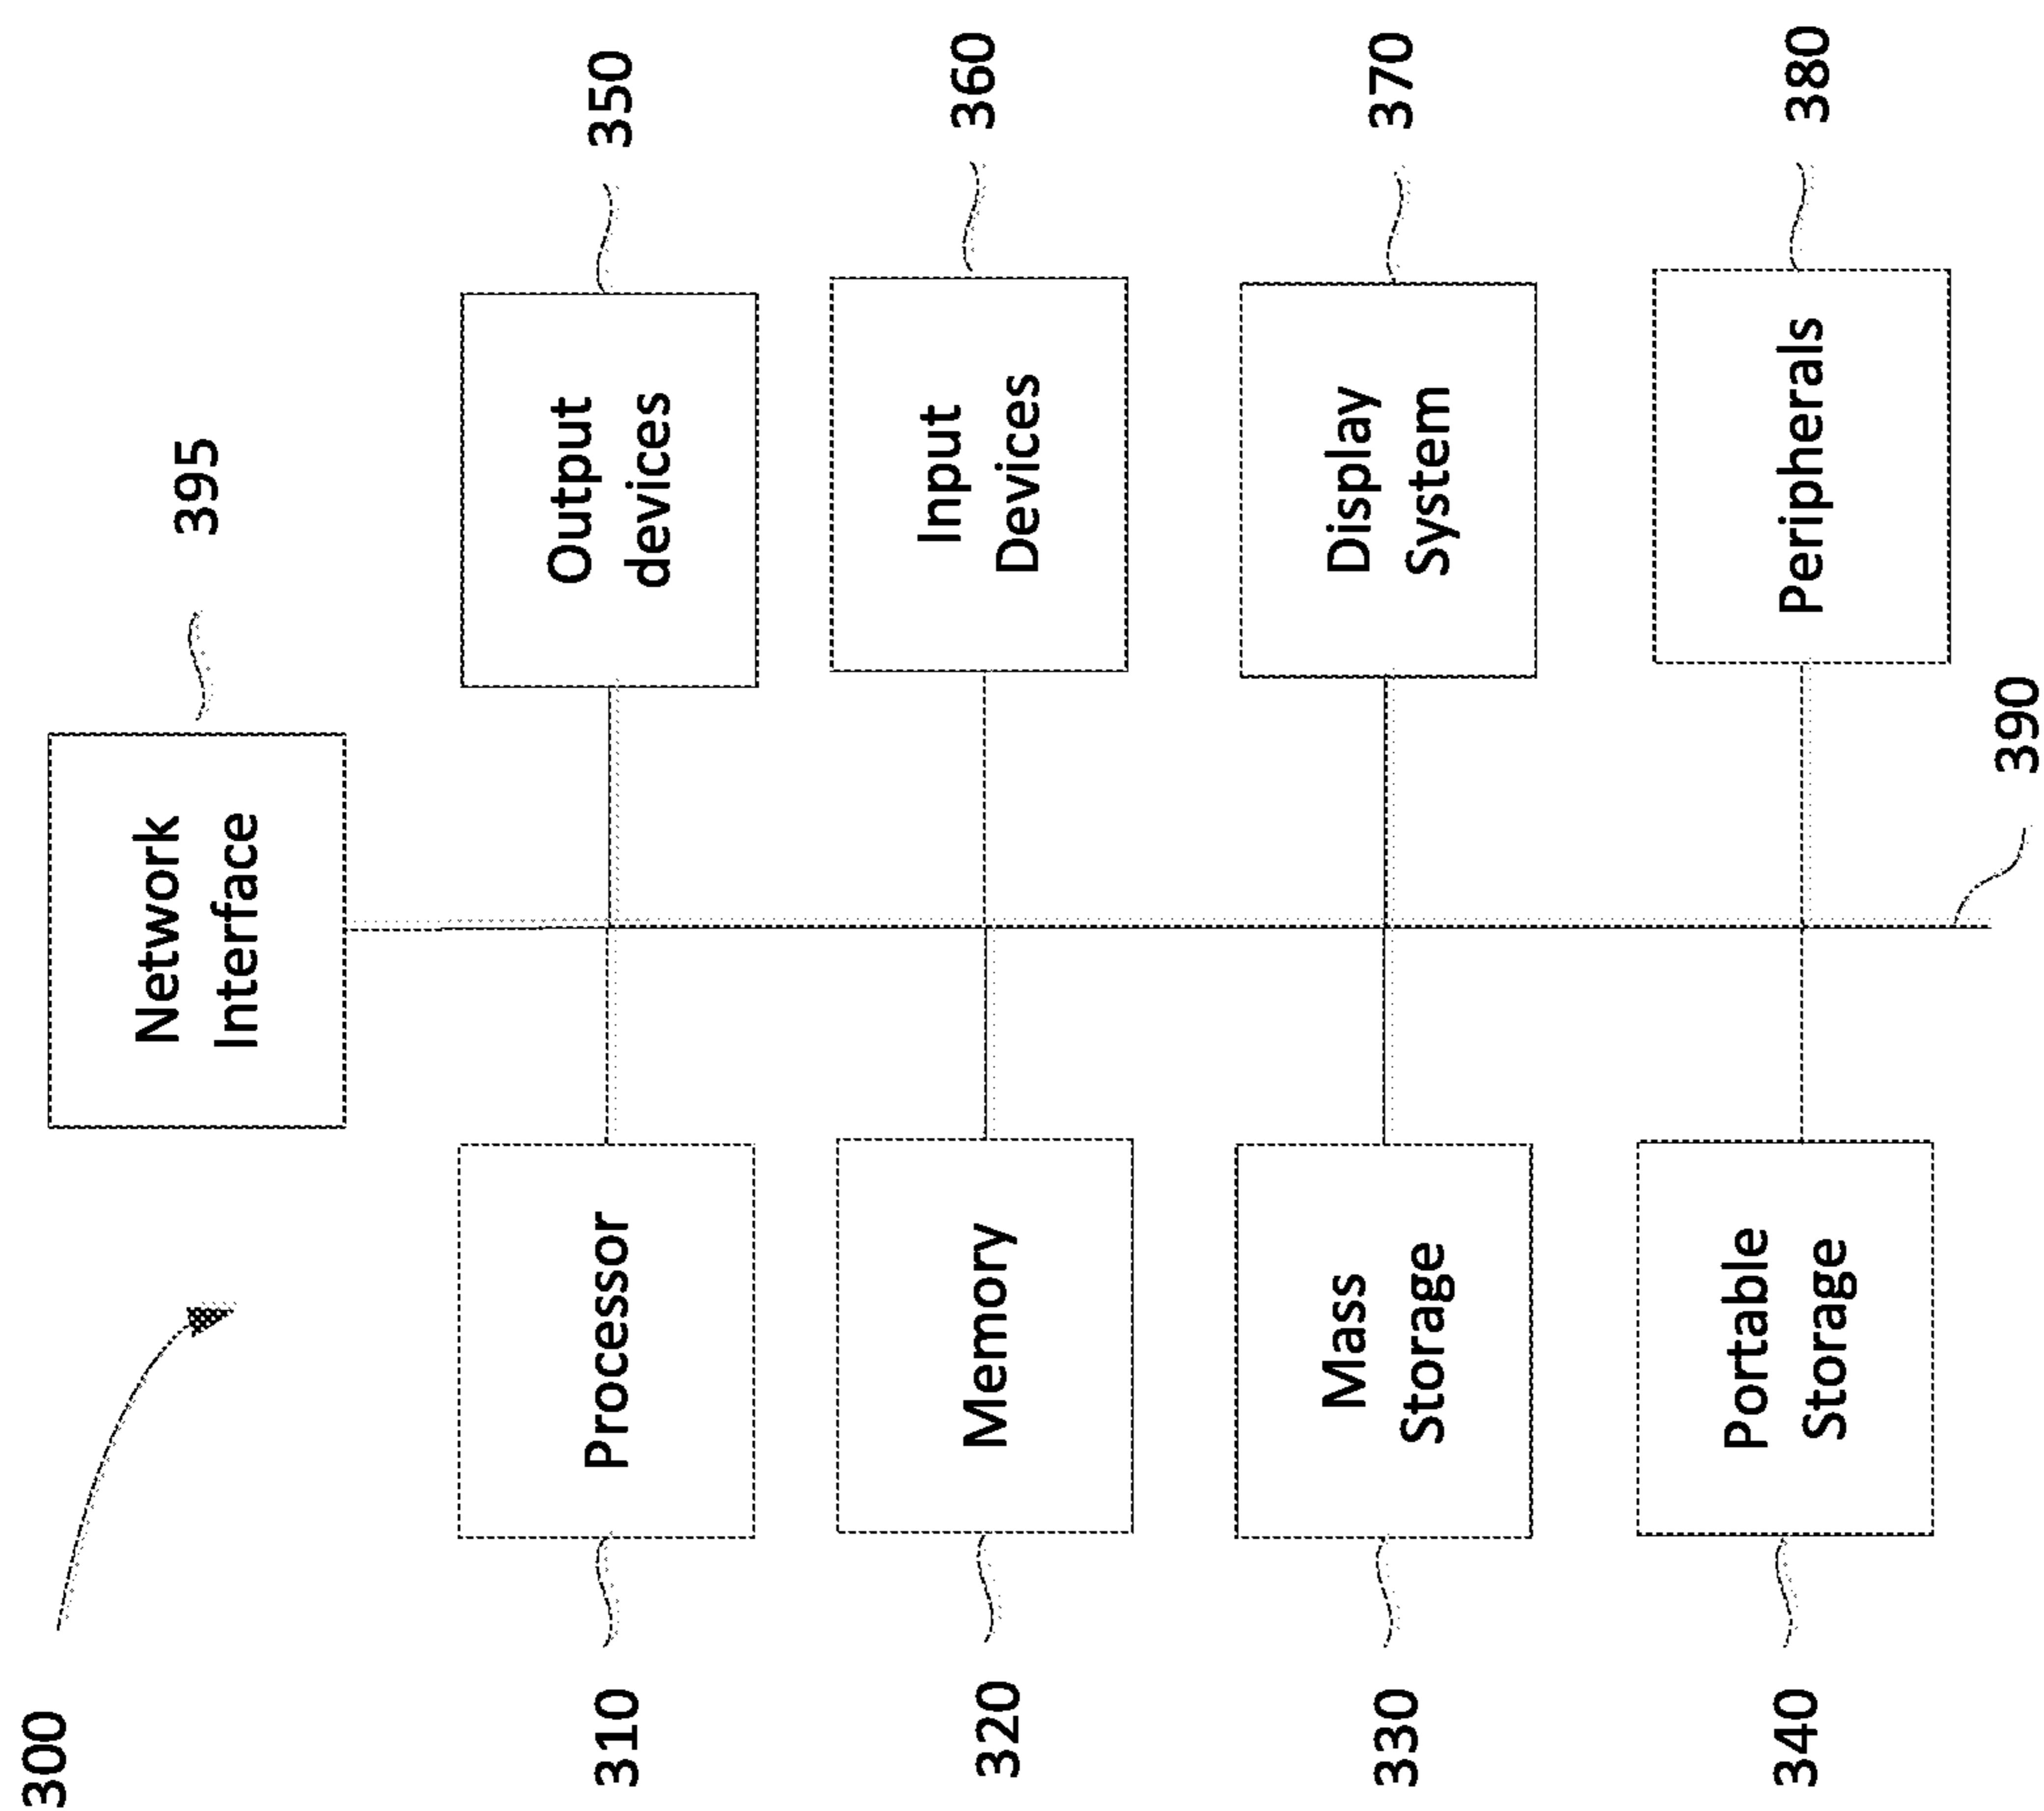 300
395
Network
Interface
310
Processor
Output
devices
350
320
Memory
Input
Devices
360
330
Mass
Storage
Display
System
370
340
Portable
Storage
Peripherals
380
390